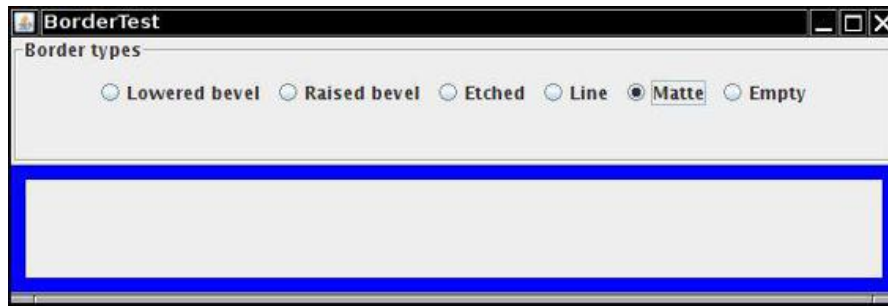 BorderTest
Border types
Lowered bevel Raised bevel Etched Line Matte Empty